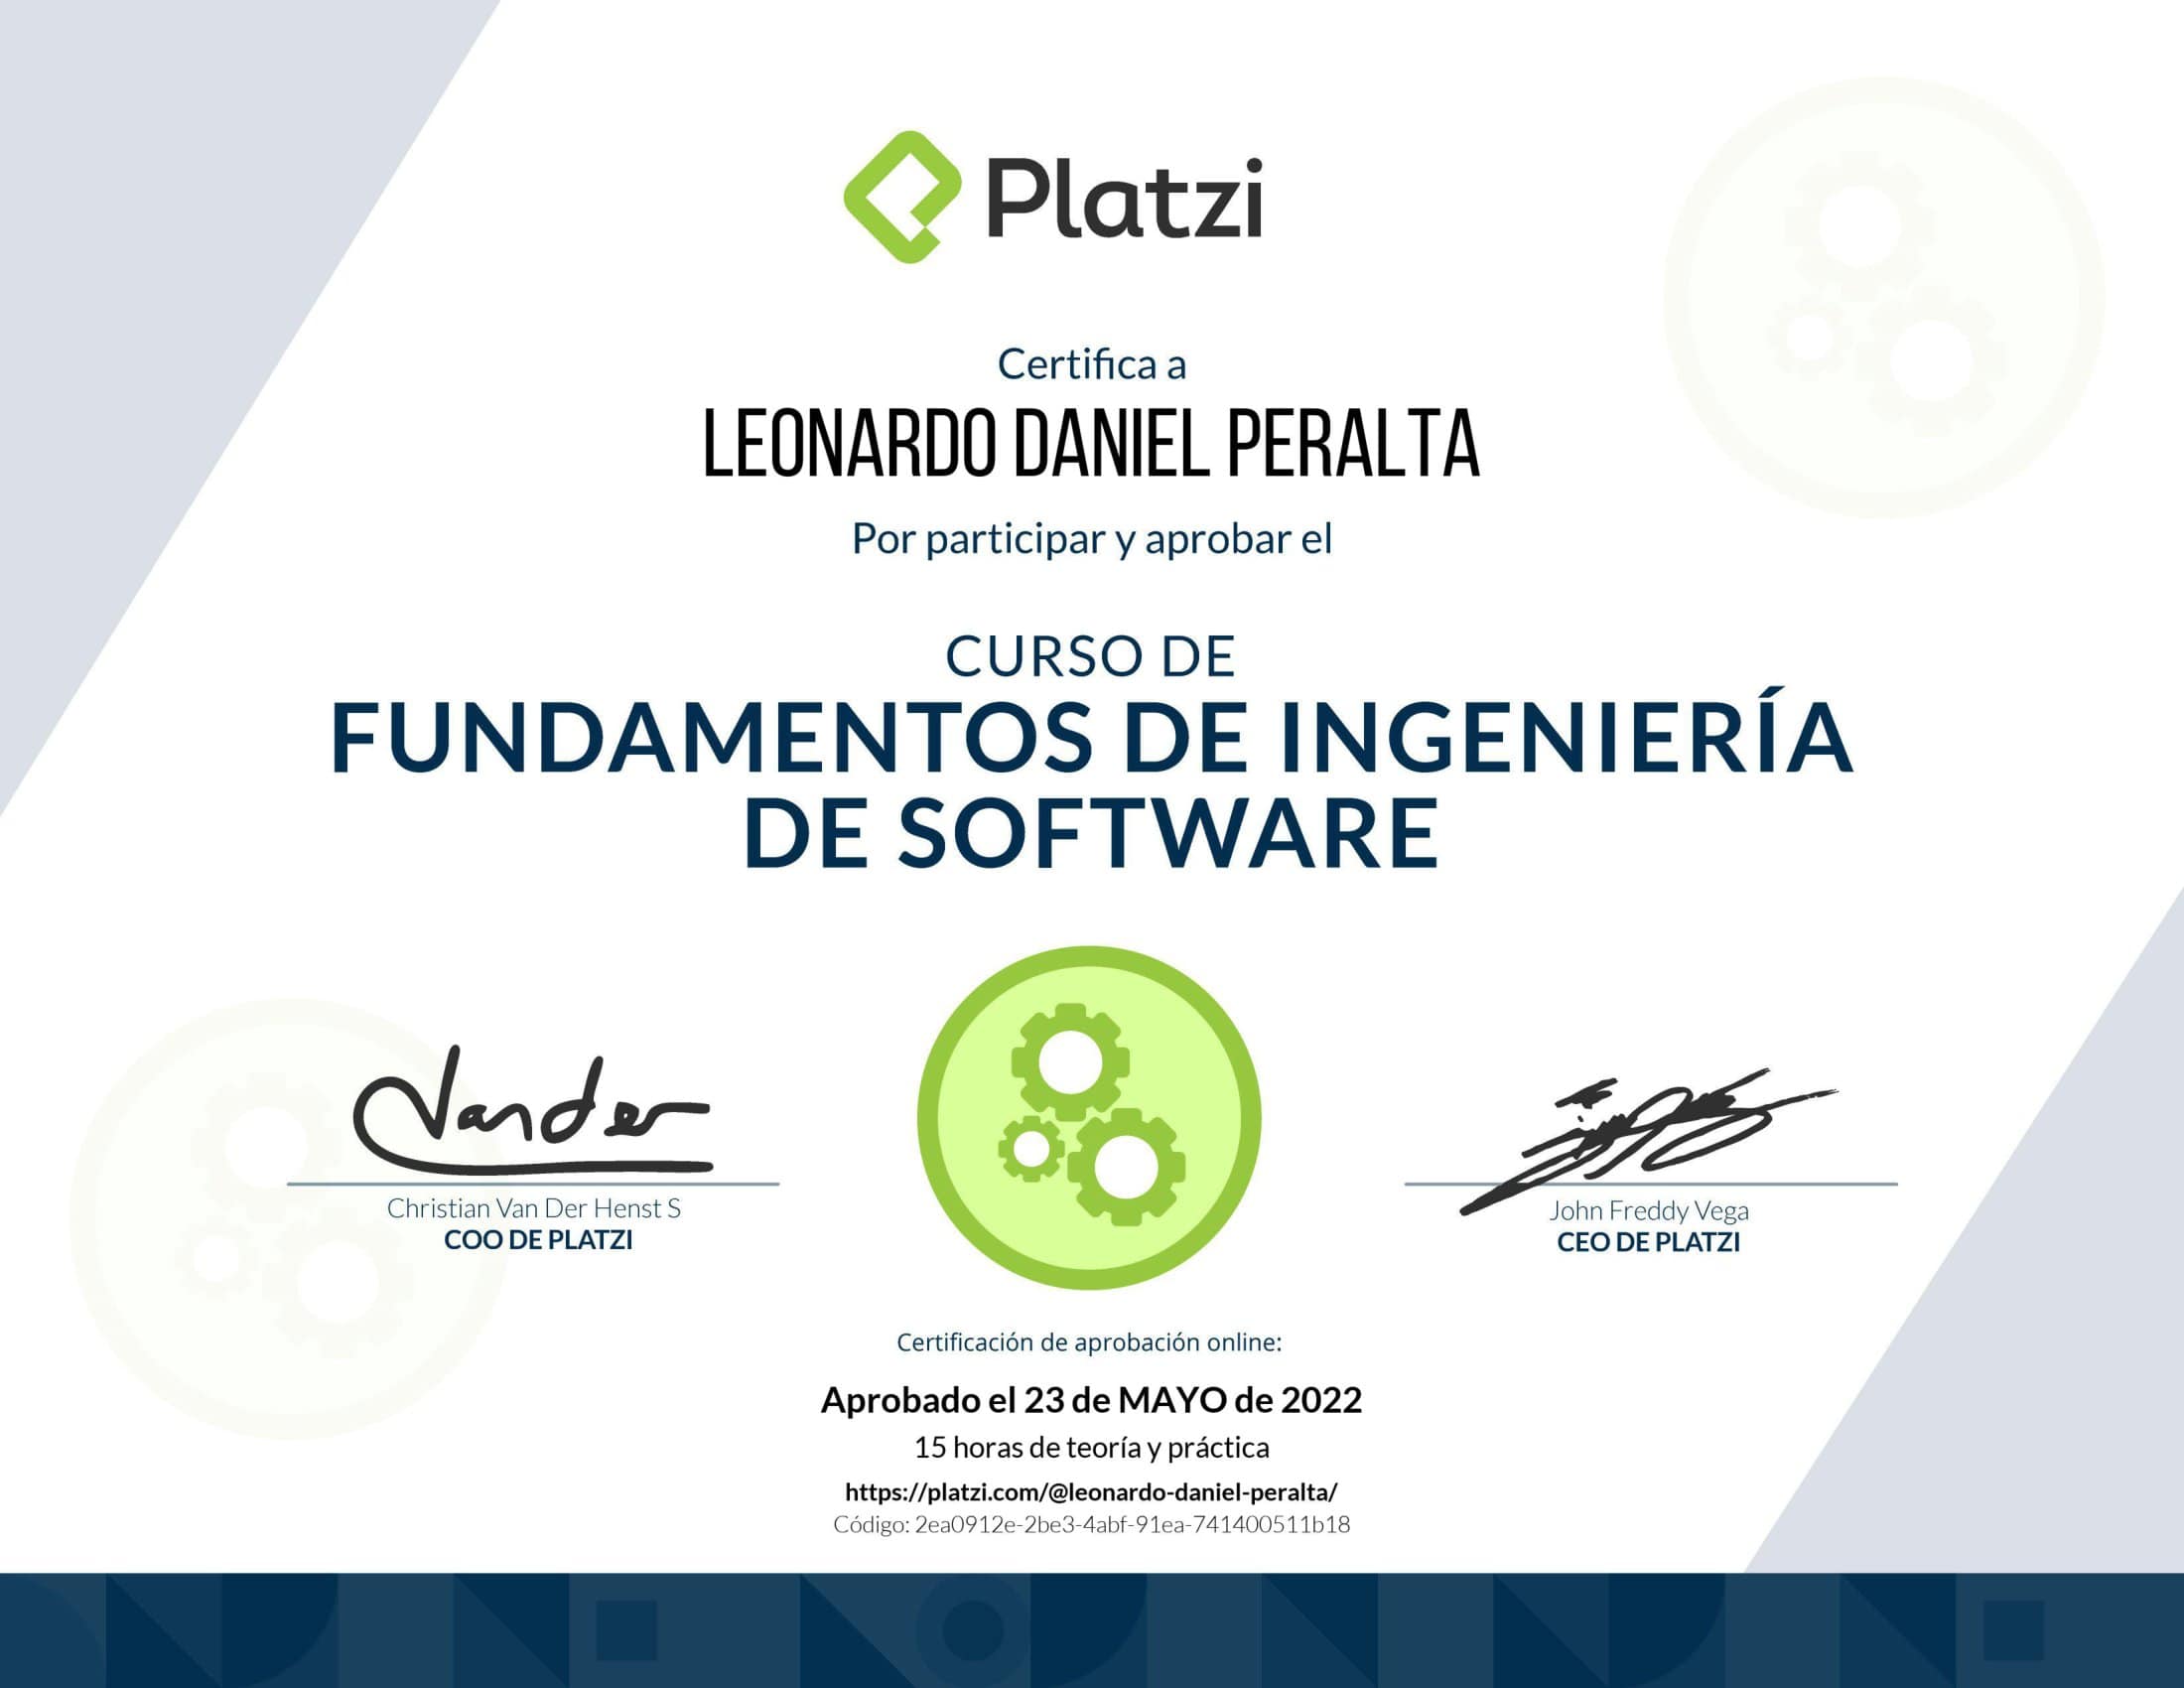 Platzi
Certifica a
LEONARDO DANIEL PERALTA
Por participar y aprobar el
CURSO DE
FUNDAMENTOS DE INGENIERÍA
DE SOFTWARE
Vander
Christian Van Der Henst S
COO DE PLATZI
John Freddy Vega
CEO DE PLATZI
Certificación de aprobación online:
Aprobado el 23 de MAYO de 2022
15 horas de teoría y práctica
https://platzi.com/@leonardo-daniel-peralta/
Código: 2ea0912e-2be3-4abf-91ea-741400511b18